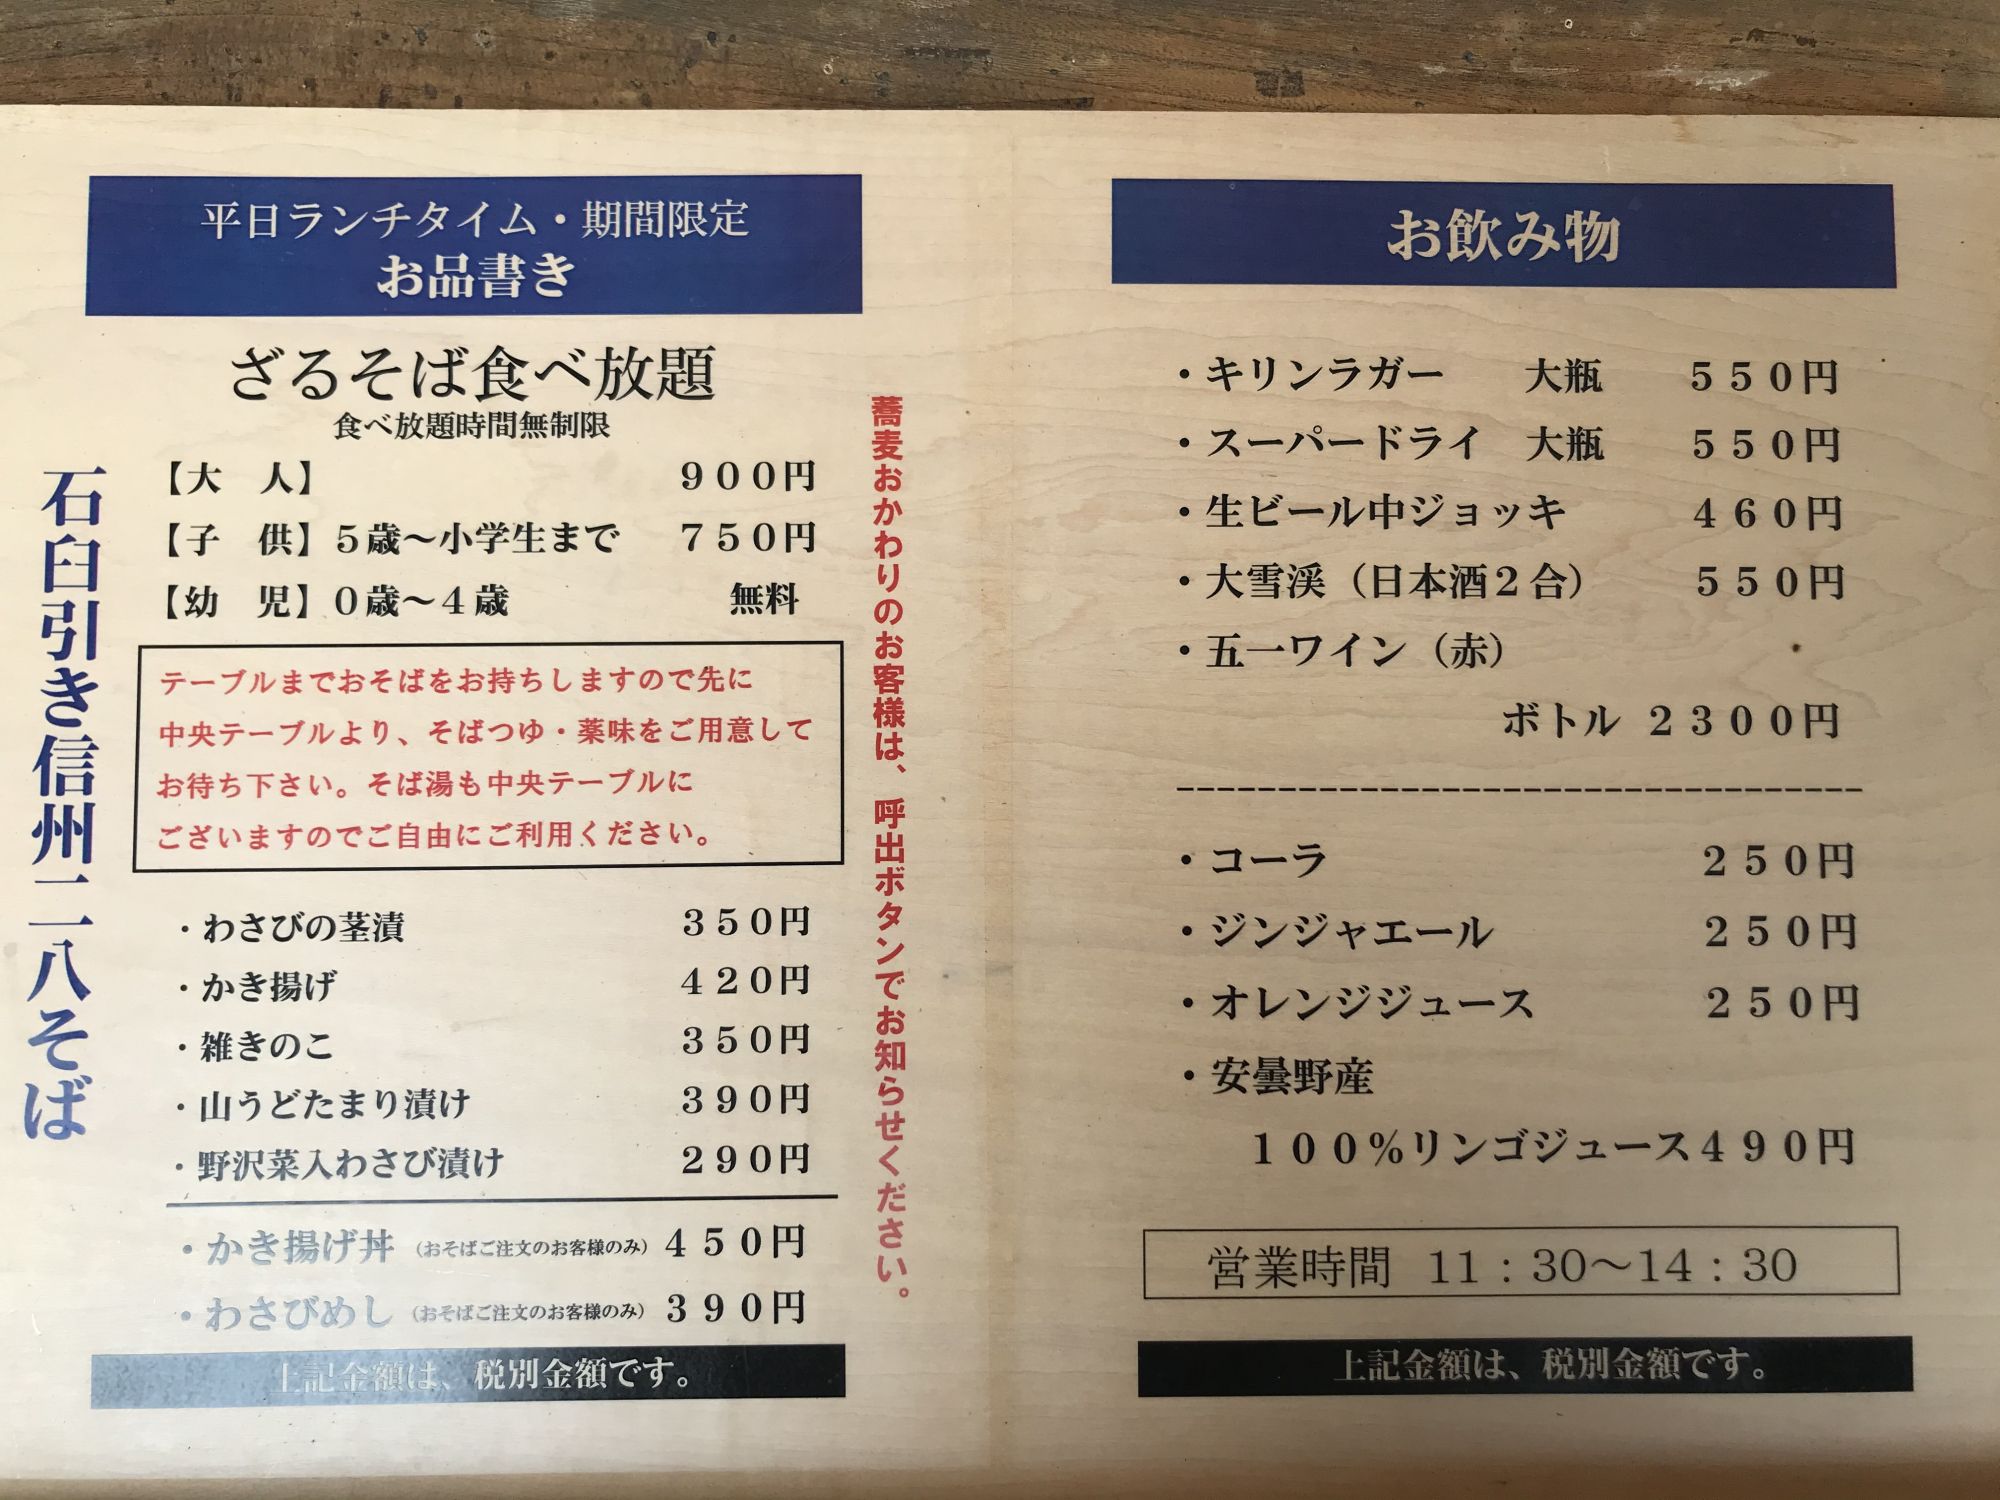 平日ランチタイム・期間限定
お品書き
ざるそば食べ放題
食べ放題時間無制限
【大　人】 ９００円
【子　供】５歳〜小学生まで ７５０円
【幼　児】０歳〜４歳 無料
テーブルまでおそばをお持ちしますので先に
中央テーブルより、そばつゆ・薬味をご用意して
お待ち下さい。そば湯も中央テーブルに
ございますのでご自由にご利用ください。
・わさびの茎漬 ３５０円
・かき揚げ ４２０円
・雑きのこ ３５０円
・山うどたまり漬け ３９０円
・野沢菜入わさび漬け ２９０円
・かき揚げ丼（おそばご注文のお客様のみ）４５０円
・わさびめし（おそばご注文のお客様のみ）３９０円
上記金額は、税別金額です。
石臼引き信州二八そば
蕎麦おかわりのお客様は、呼出ボタンでお知らせください。
お飲み物
・キリンラガー　大瓶 ５５０円
・スーパードライ　大瓶 ５５０円
・生ビール中ジョッキ ４６０円
・大雪渓（日本酒２合） ５５０円
・五一ワイン（赤）
ボトル ２３００円
・コーラ ２５０円
・ジンジャエール ２５０円
・オレンジジュース ２５０円
・安曇野産
１００％リンゴジュース４９０円
営業時間 11：30〜14：30
上記金額は、税別金額です。